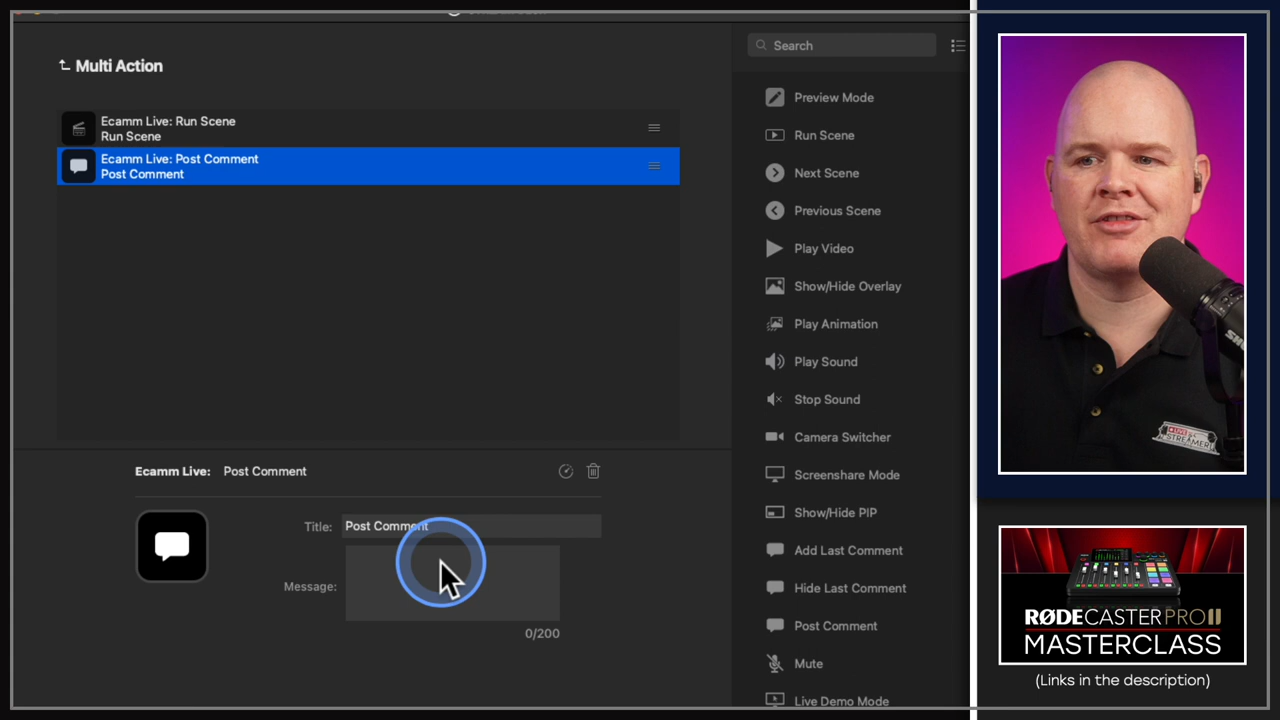 Multi Action
Ecamm Live: Run Scene
Run Scene
Ecamm Live: Post Comment
Post Comment
Ecamm Live: Post Comment
Title: Post Comment
Message:
0/200
Search
Preview Mode
Run Scene
Next Scene
Previous Scene
Play Video
Show/Hide Overlay
Play Animation
Play Sound
Stop Sound
Camera Switcher
Screenshare Mode
Show/Hide PIP
Add Last Comment
Hide Last Comment
Post Comment
Mute
Live Demo Mode
LIVE
STREAMER
RØDECASTER PRO II
MASTERCLASS
(Links in the description)